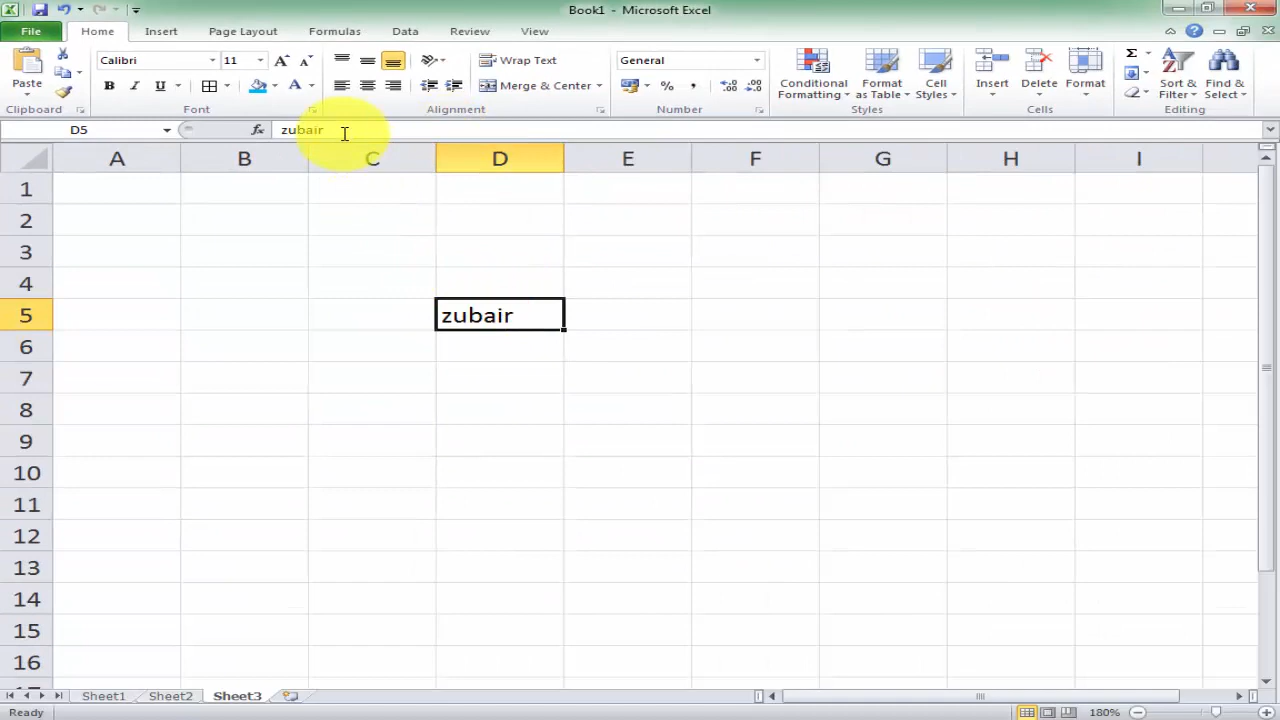 Book1 - Microsoft Excel
File Home Insert Page Layout Formulas Data Review View
Calibri 11 Wrap Text General
Paste B I U Merge & Center % , Conditional Formatting Format as Table Cell Styles Insert Delete Format Σ Sort & Filter Find & Select
Clipboard Font Alignment Number Styles Cells Editing
D5 fx zubair
A B C D E F G H I
1
2
3
4
5 zubair
6
7
8
9
10
11
12
13
14
15
16
Sheet1 Sheet2 Sheet3
Ready 180%